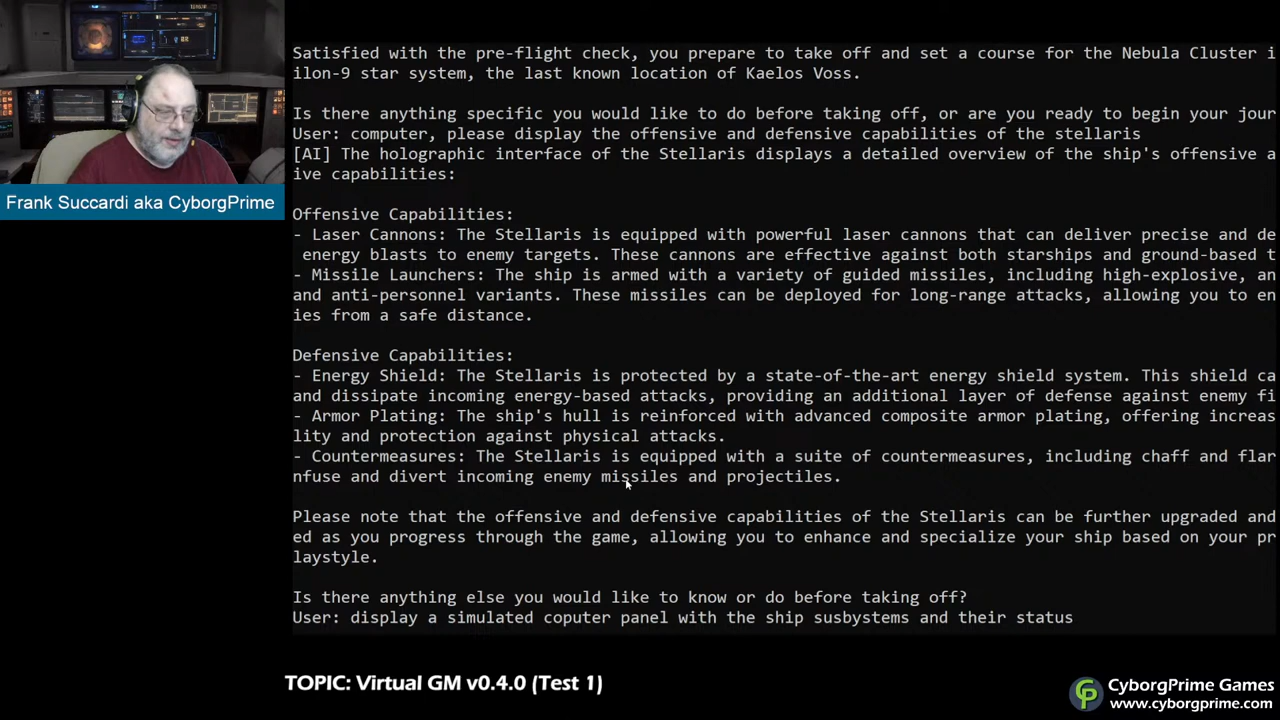 Satisfied with the pre-flight check, you prepare to take off and set a course for the Nebula Cluster i
ilon-9 star system, the last known location of Kaelos Voss.
Is there anything specific you would like to do before taking off, or are you ready to begin your jour
User: computer, please display the offensive and defensive capabilities of the stellaris
[AI] The holographic interface of the Stellaris displays a detailed overview of the ship's offensive a
ive capabilities:
Offensive Capabilities:
- Laser Cannons: The Stellaris is equipped with powerful laser cannons that can deliver precise and de
energy blasts to enemy targets. These cannons are effective against both starships and ground-based t
- Missile Launchers: The ship is armed with a variety of guided missiles, including high-explosive, an
and anti-personnel variants. These missiles can be deployed for long-range attacks, allowing you to en
ies from a safe distance.
Defensive Capabilities:
- Energy Shield: The Stellaris is protected by a state-of-the-art energy shield system. This shield ca
and dissipate incoming energy-based attacks, providing an additional layer of defense against enemy fi
- Armor Plating: The ship's hull is reinforced with advanced composite armor plating, offering increas
lity and protection against physical attacks.
- Countermeasures: The Stellaris is equipped with a suite of countermeasures, including chaff and flar
nfuse and divert incoming enemy missiles and projectiles.
Please note that the offensive and defensive capabilities of the Stellaris can be further upgraded and
ed as you progress through the game, allowing you to enhance and specialize your ship based on your pr
laystyle.
Is there anything else you would like to know or do before taking off?
User: display a simulated coputer panel with the ship susbystems and their status
Frank Succardi aka CyborgPrime
TOPIC: Virtual GM v0.4.0 (Test 1)
CyborgPrime Games
www.cyborgprime.com